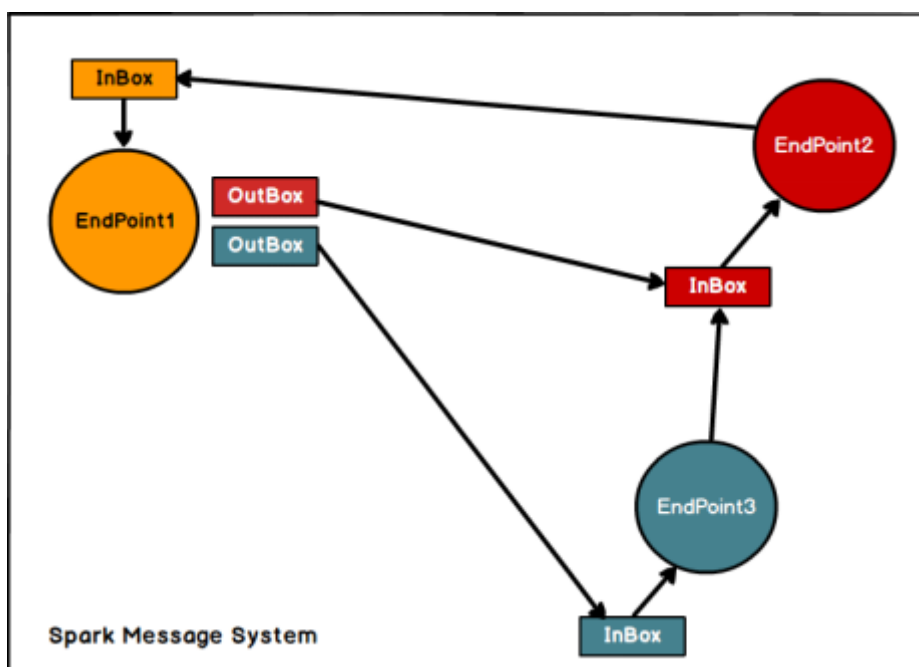 InBox
EndPoint2
OutBox
EndPoint1
OutBox
InBox
EndPoint3
Spark Message System
InBox